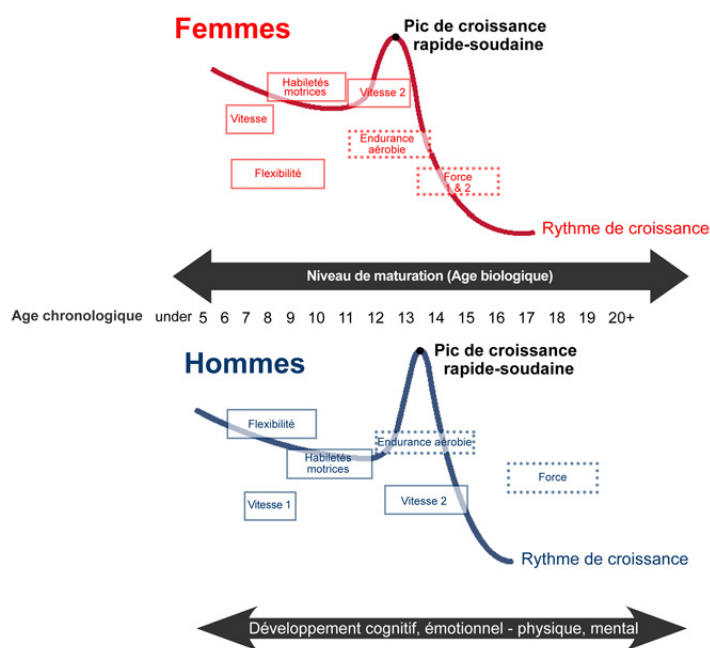 Femmes
Pic de croissance
rapide-soudaine
Habiletés
motrices
Vitesse 2
Vitesse
Endurance
aérobie
Flexibilité
Force
1 & 2
Rythme de croissance
Niveau de maturation (Age biologique)
Age chronologique under 5 6 7 8 9 10 11 12 13 14 15 16 17 18 19 20+
Hommes
Pic de croissance
rapide-soudaine
Flexibilité
Endurance aérobie
Habiletés
motrices
Force
Vitesse 1
Vitesse 2
Rythme de croissance
Développement cognitif, émotionnel - physique, mental